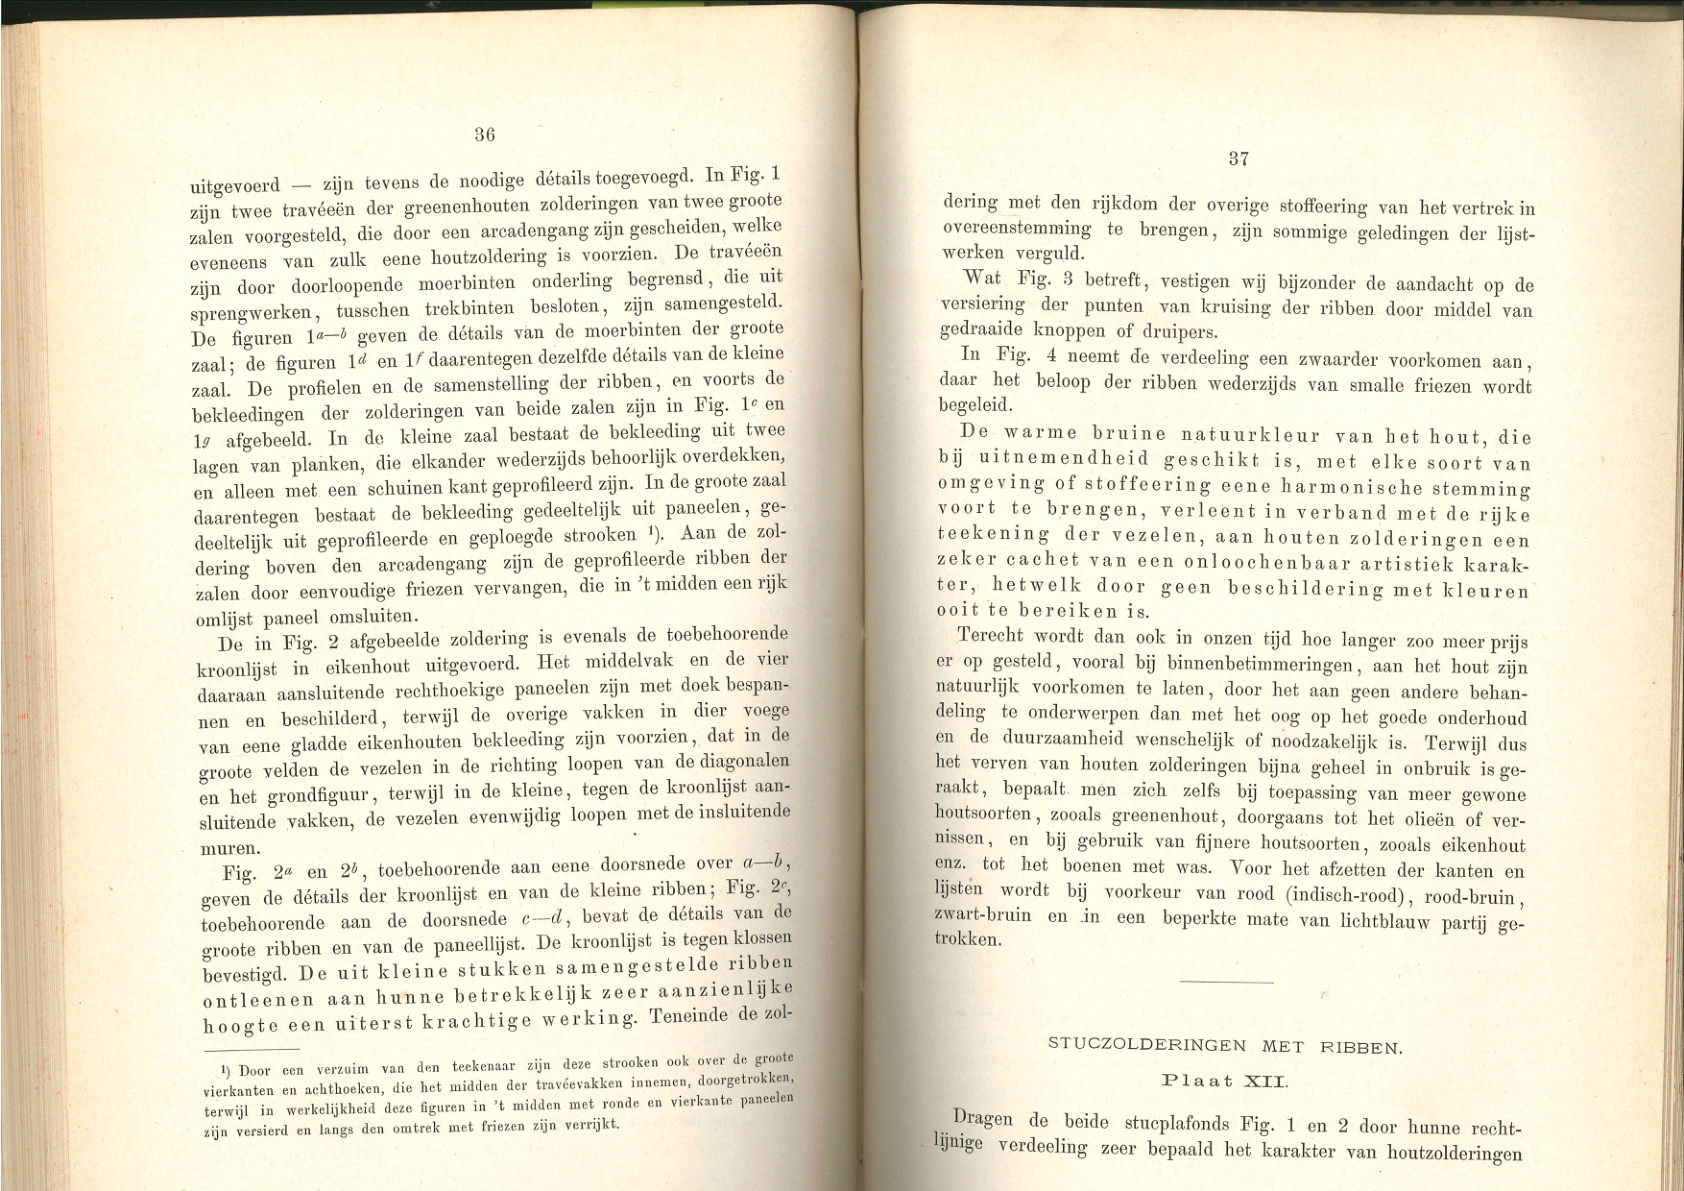 36
uitgevoerd — zijn tevens de noodige détails toegevoegd. In Fig. 1
zijn twee travéeën der greenenhouten zolderingen van twee groote
zalen voorgesteld, die door een arcadengang zijn gescheiden, welke
eveneens van zulk eene houtzoldering is voorzien. De travéeën
zijn door doorloopende moerbinten onderling begrensd, die uit
sprengwerken, tusschen trekbinten besloten, zijn samengesteld.
De figuren 1a—b geven de détails van de moerbinten der groote
zaal; de figuren 1d en 1f daarentegen dezelfde détails van de kleine
zaal. De profielen en de samenstelling der ribben, en voorts de
bekleedingen der zolderingen van beide zalen zijn in Fig. 1c en
1g afgebeeld. In de kleine zaal bestaat de bekleeding uit twee
lagen van planken, die elkander wederzijds behoorlijk overdekken,
en alleen met een schuinen kant geprofileerd zijn. In de groote zaal
daarentegen bestaat de bekleeding gedeeltelijk uit paneelen, ge-
deeltelijk uit geprofileerde en geploegde strooken ¹). Aan de zol-
dering boven den arcadengang zijn de geprofileerde ribben der
zalen door eenvoudige friezen vervangen, die in 't midden een rijk
omlijst paneel omsluiten.
De in Fig. 2 afgebeelde zoldering is evenals de toebehoorende
kroonlijst in eikenhout uitgevoerd. Het middelvak en de vier
daaraan aansluitende rechthoekige paneelen zijn met doek bespan-
nen en beschilderd, terwijl de overige vakken in dier voege
van eene gladde eikenhouten bekleeding zijn voorzien, dat in de
groote velden de vezelen in de richting loopen van de diagonalen
en het grondfiguur, terwijl in de kleine, tegen de kroonlijst aan-
sluitende vakken, de vezelen evenwijdig loopen met de insluitende
muren.
Fig. 2a en 2b, toebehoorende aan eene doorsnede over a—b,
geven de détails der kroonlijst en van de kleine ribben; Fig. 2c,
toebehoorende aan de doorsnede c—d, bevat de détails van de
groote ribben en van de paneellijst. De kroonlijst is tegen klossen
bevestigd. De uit kleine stukken samengestelde ribben
ontleenen aan hunne betrekkelijk zeer aanzienlijke
hoogte een uiterst krachtige werking. Teneinde de zol-
¹) Door een verzuim van den teekenaar zijn deze strooken ook over de groote
vierkanten en achthoeken, die het midden der travéevakken innemen, doorgetrokken,
terwijl in werkelijkheid deze figuren in 't midden met ronde en vierkante paneelen
zijn versierd en langs den omtrek met friezen zijn verrijkt.
37
dering met den rijkdom der overige stoffeering van het vertrek in
overeenstemming te brengen, zijn sommige geledingen der lijst-
werken verguld.
Wat Fig. 3 betreft, vestigen wij bijzonder de aandacht op de
versiering der punten van kruising der ribben door middel van
gedraaide knoppen of druipers.
In Fig. 4 neemt de verdeeling een zwaarder voorkomen aan,
daar het beloop der ribben wederzijds van smalle friezen wordt
begeleid.
De warme bruine natuurkleur van het hout, die
bij uitnemendheid geschikt is, met elke soort van
omgeving of stoffeering eene harmonische stemming
voort te brengen, verleent in verband met de rijke
teekening der vezelen, aan houten zolderingen een
zeker cachet van een onloochenbaar artistiek karak-
ter, hetwelk door geen beschildering met kleuren
ooit te bereiken is.
Terecht wordt dan ook in onzen tijd hoe langer zoo meer prijs
er op gesteld, vooral bij binnenbetimmeringen, aan het hout zijn
natuurlijk voorkomen te laten, door het aan geen andere behan-
deling te onderwerpen dan met het oog op het goede onderhoud
en de duurzaamheid wenschelijk of noodzakelijk is. Terwijl dus
het verven van houten zolderingen bijna geheel in onbruik is ge-
raakt, bepaalt men zich zelfs bij toepassing van meer gewone
houtsoorten, zooals greenenhout, doorgaans tot het olieën of ver-
nissen, en bij gebruik van fijnere houtsoorten, zooals eikenhout
enz. tot het boenen met was. Voor het afzetten der kanten en
lijsten wordt bij voorkeur van rood (indisch-rood), rood-bruin,
zwart-bruin en in een beperkte mate van lichtblauw partij ge-
trokken.
STUCZOLDERINGEN MET RIBBEN.
Plaat XII.
Dragen de beide stucplafonds Fig. 1 en 2 door hunne recht-
lijnige verdeeling zeer bepaald het karakter van houtzolderingen